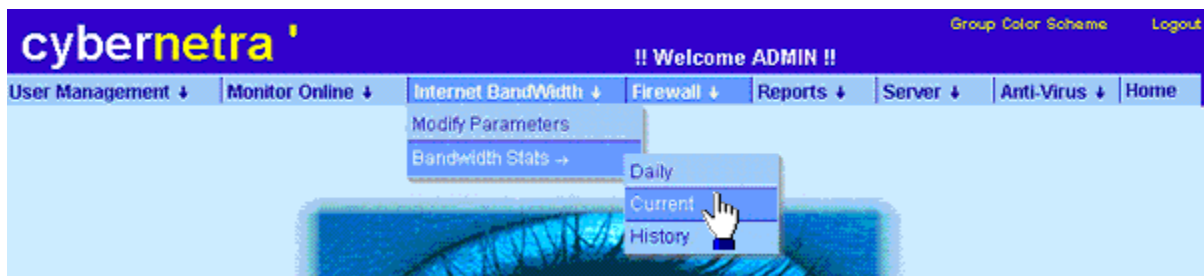 Group Color Scheme Logout
cybernetra '
!! Welcome ADMIN !!
User Management ↓ Monitor Online ↓ Internet BandWidth ↓ Firewall ↓ Reports ↓ Server ↓ Anti-Virus ↓ Home
Modify Parameters
Bandwidth Stats →
Daily
Current
History